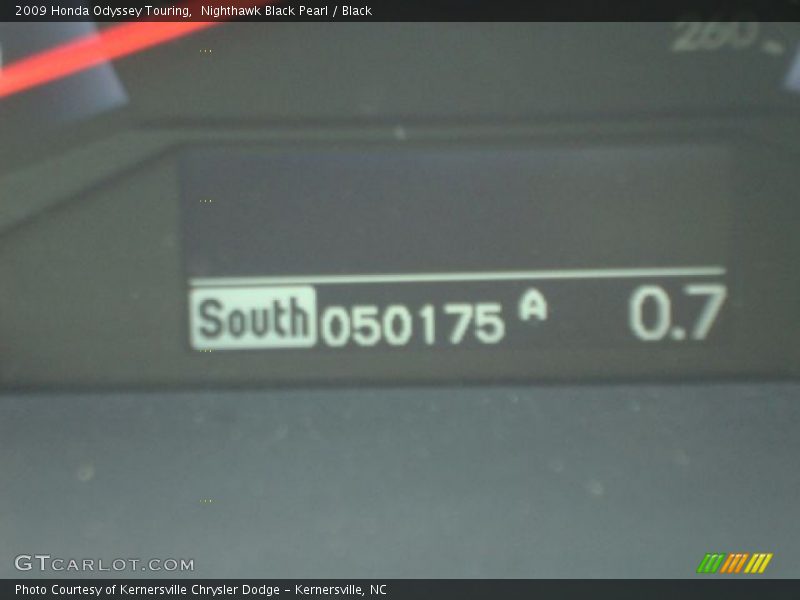 2009 Honda Odyssey Touring,  Nighthawk Black Pearl / Black
260
South 050175 A 0.7
GTCARLOT.COM
Photo Courtesy of Kernersville Chrysler Dodge – Kernersville, NC